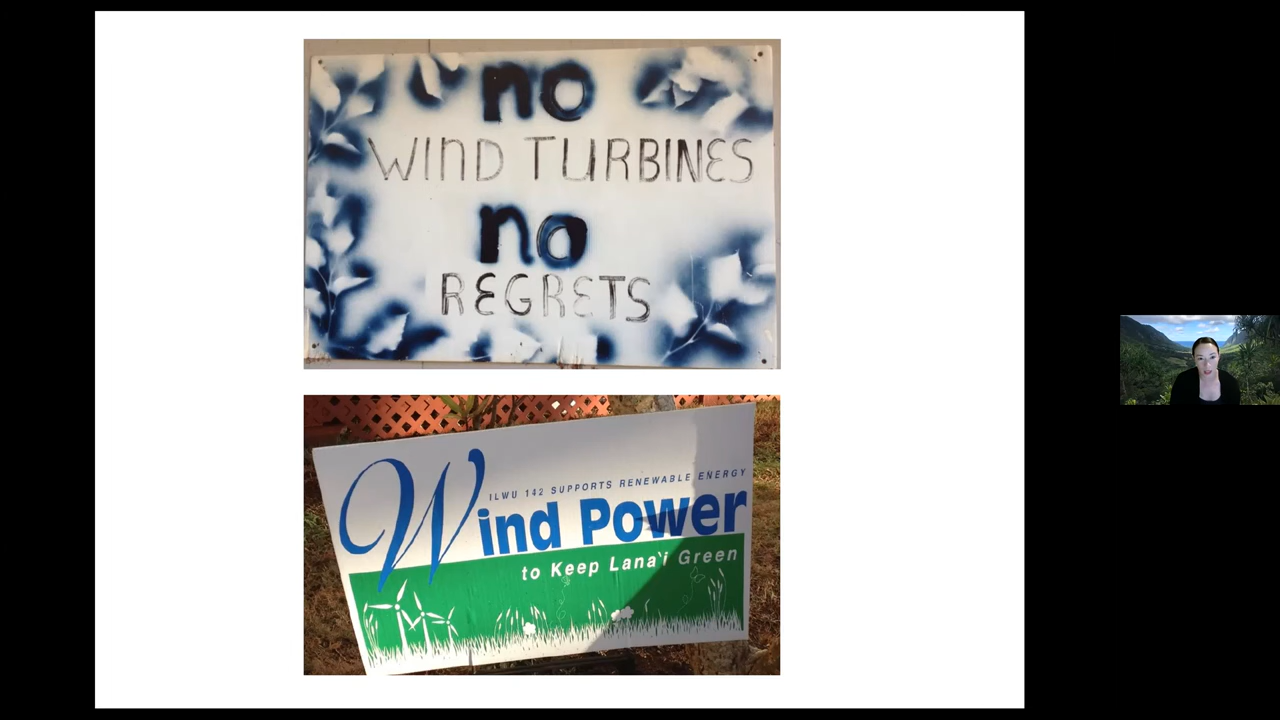 no
WIND TURBINES
no
REGRETS
ILWU 142 SUPPORTS RENEWABLE ENERGY
Wind Power
to Keep Lana'i Green